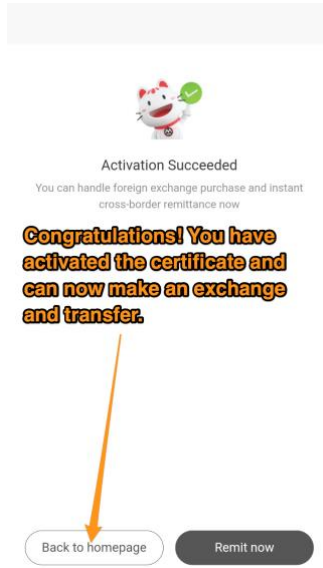 Activation Succeeded
You can handle foreign exchange purchase and instant
cross-border remittance now
Congratulations! You have
activated the certificate and
can now make an exchange
and transfer.
Back to homepage
Remit now